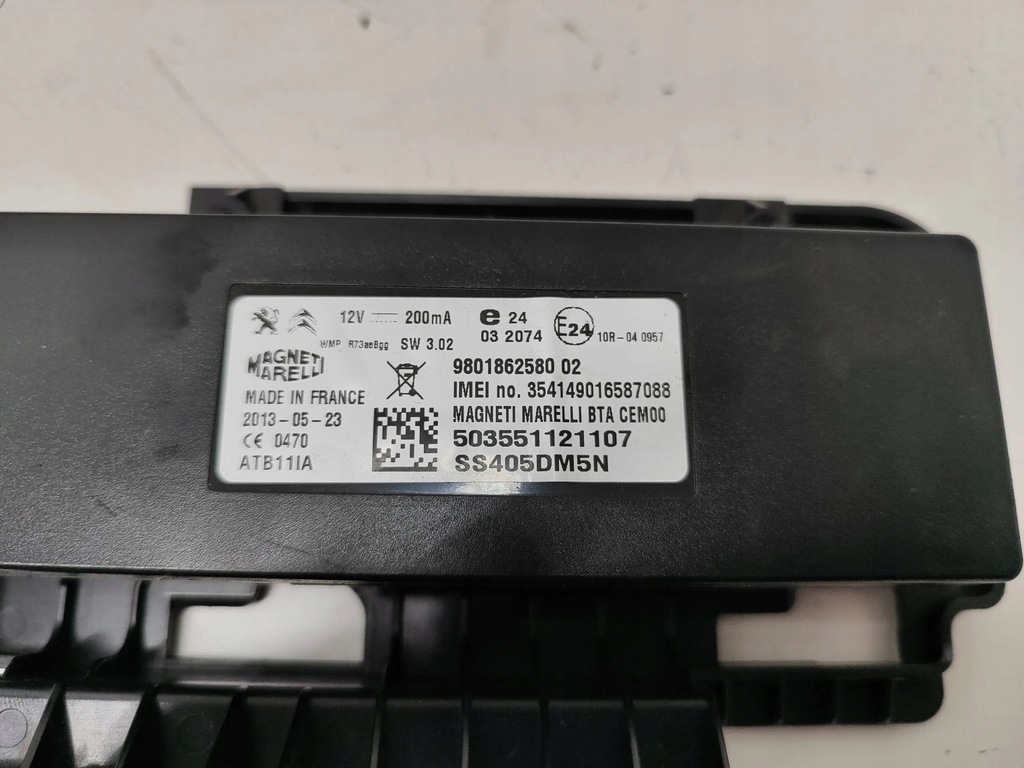 12V 200mA e 24 E24
03 2074 10R-04 0957
WMP R73aeBgg SW 3.02
MAGNETI
MARELLI
9801862580 02
IMEI no. 354149016587088
MADE IN FRANCE
MAGNETI MARELLI BTA CEM00
2013-05-23
503551121107
CE 0470
ATB11IA
SS405DM5N